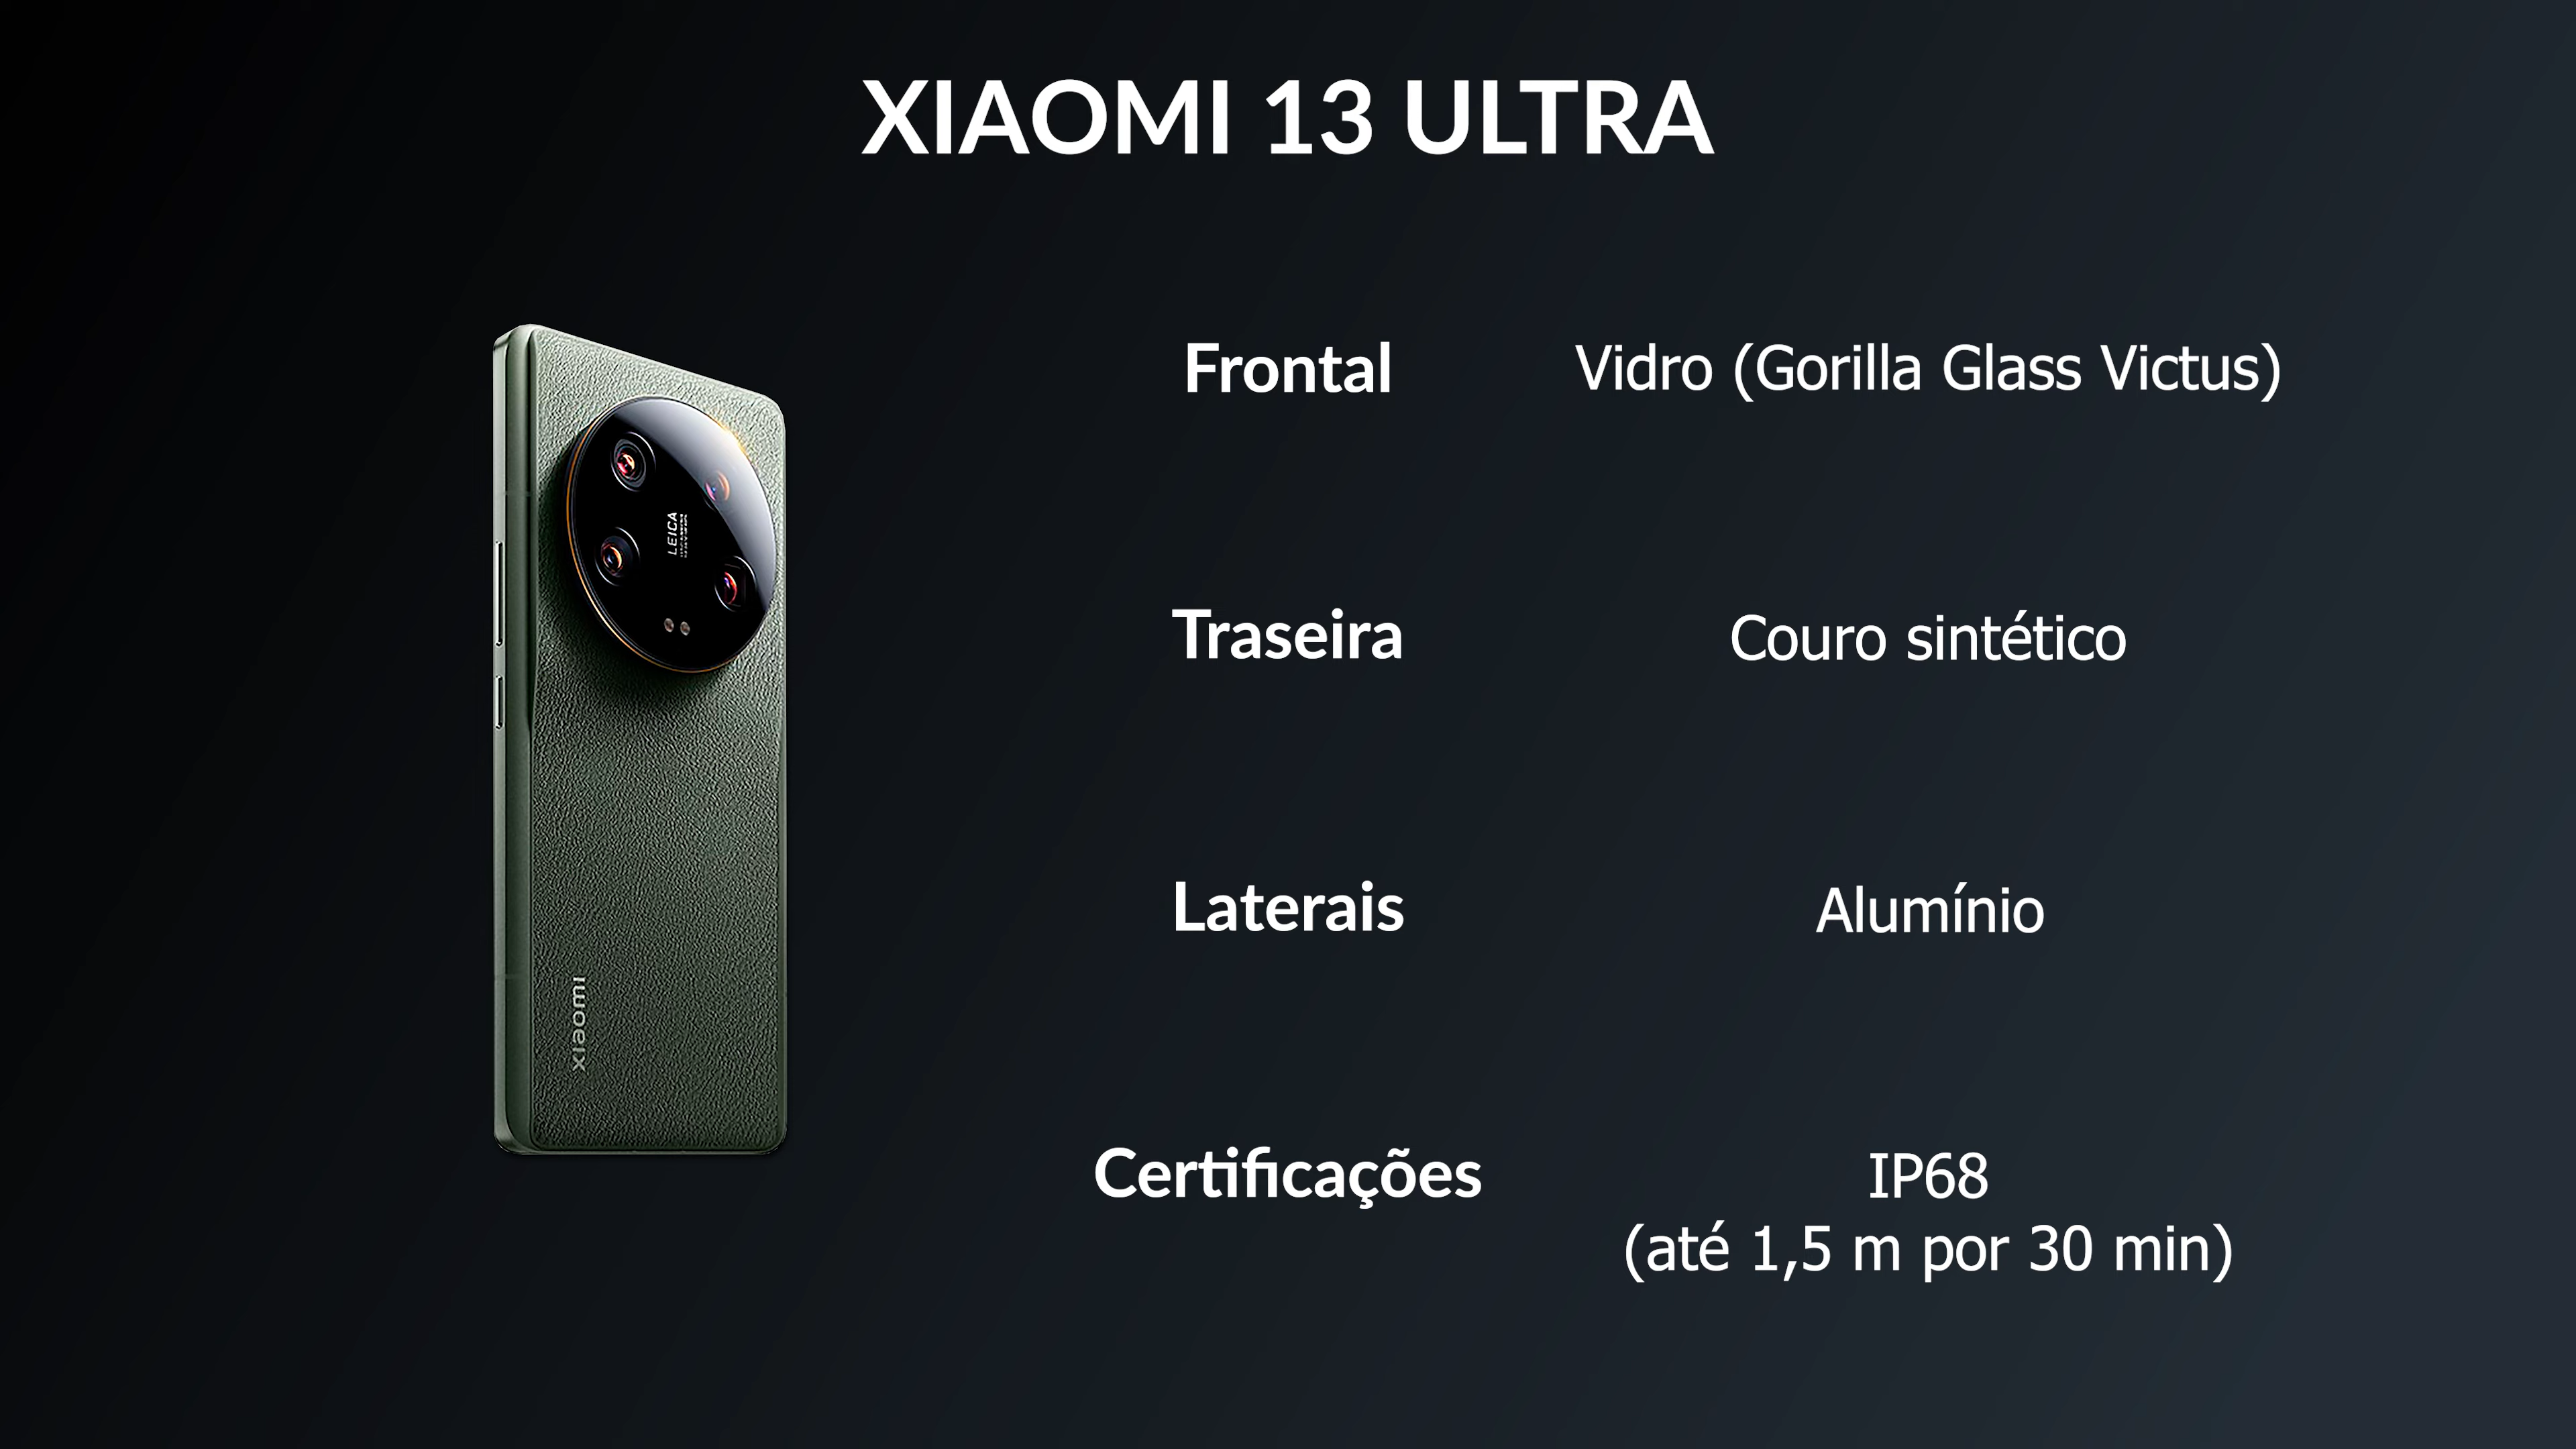 XIAOMI 13 ULTRA
Frontal
Vidro (Gorilla Glass Victus)
Traseira
Couro sintético
Laterais
Alumínio
Certificações
IP68
(até 1,5 m por 30 min)
LEICA
xiaomi